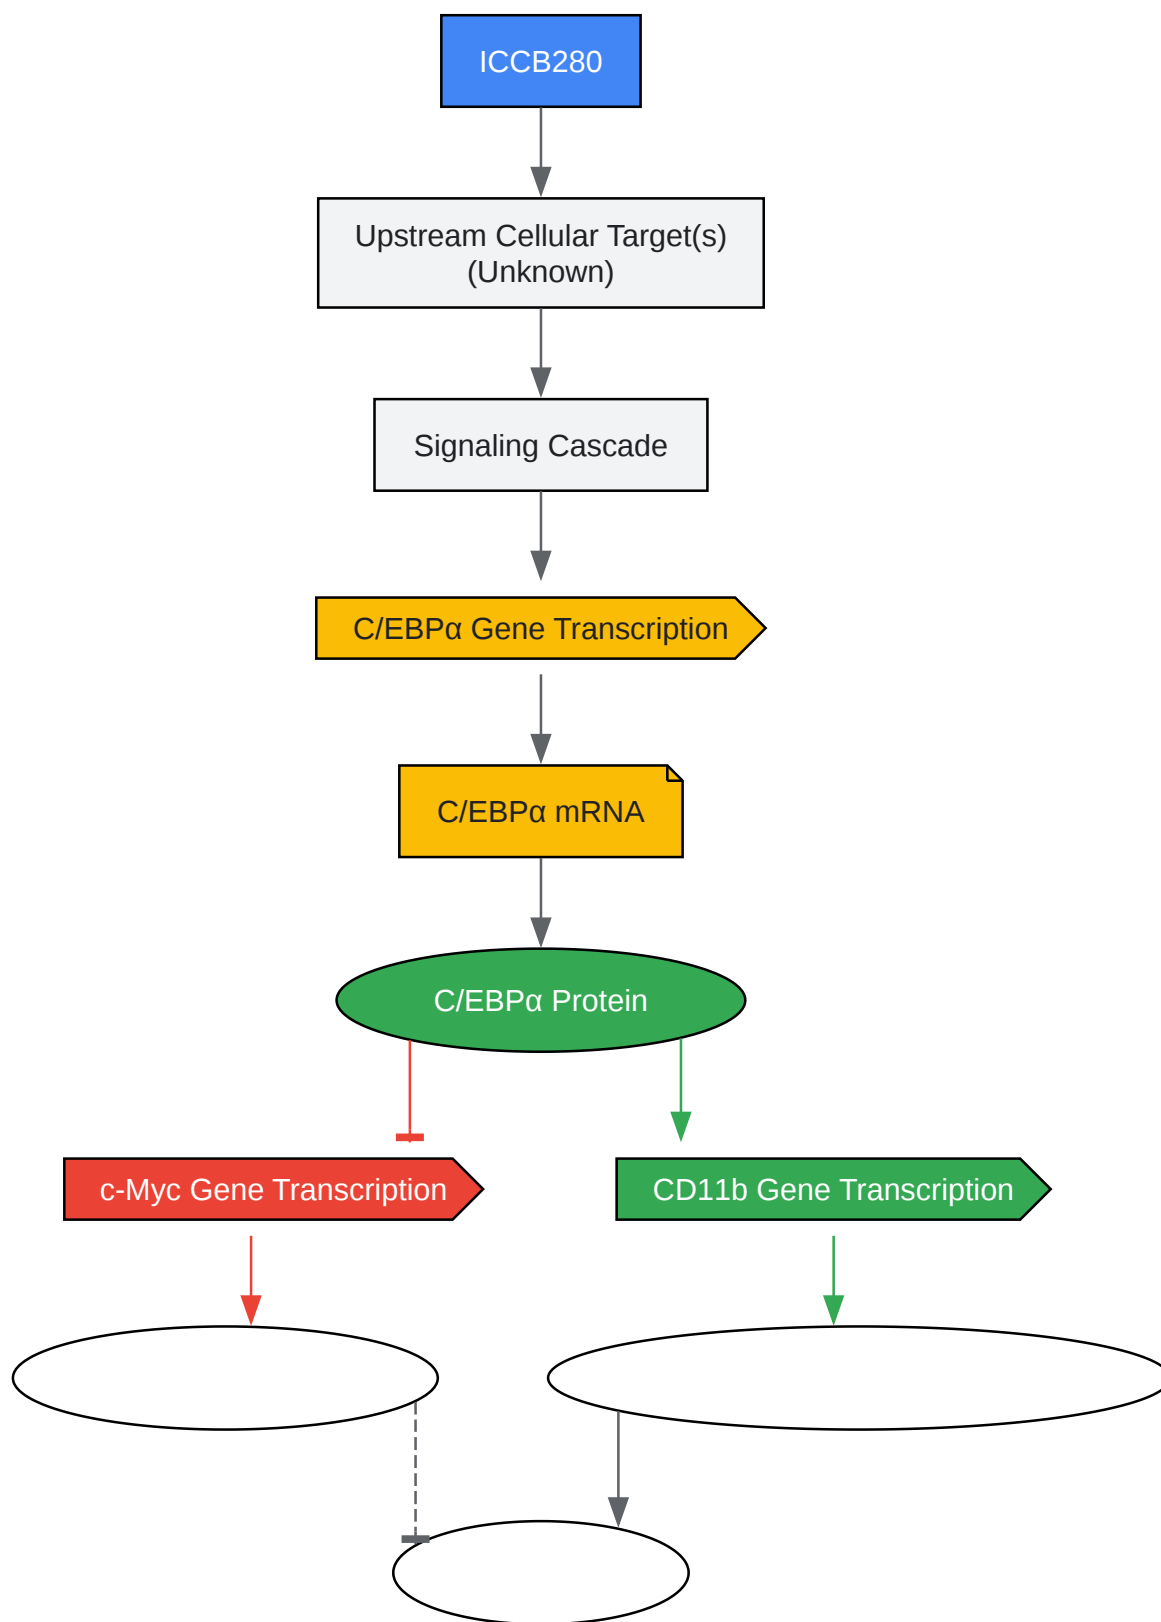 ICCB280
Upstream Cellular Target(s)
(Unknown)
Signaling Cascade
C/EBPα Gene Transcription
C/EBPα mRNA
C/EBPα Protein
c-Myc Gene Transcription
CD11b Gene Transcription